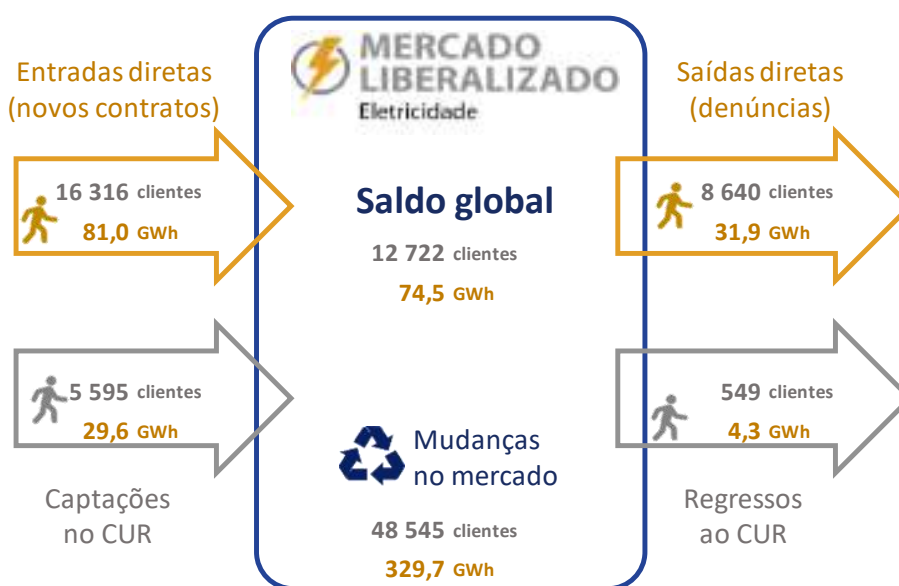 MERCADO
LIBERALIZADO
Eletricidade
Entradas diretas
(novos contratos)
16 316 clientes
81,0 GWh
Saldo global
12 722 clientes
74,5 GWh
Saídas diretas
(denúncias)
8 640 clientes
31,9 GWh
5 595 clientes
29,6 GWh
Captações
no CUR
Mudanças
no mercado
48 545 clientes
329,7 GWh
549 clientes
4,3 GWh
Regressos
ao CUR